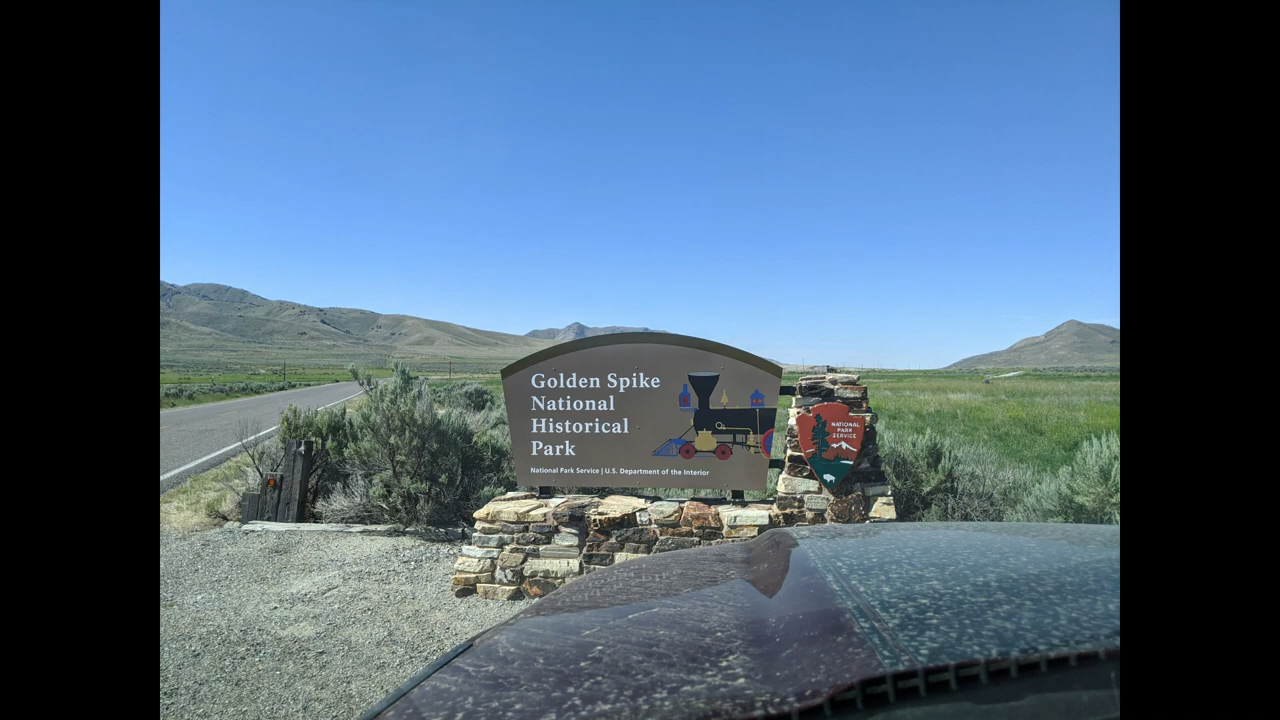 Golden Spike
National
Historical
Park
National Park Service | U.S. Department of the Interior
NATIONAL
PARK
SERVICE